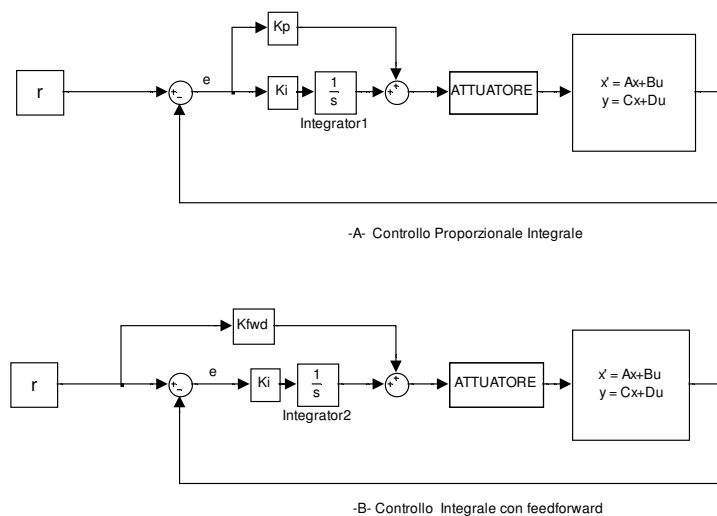 Kp
r
+
-
e
Ki
1
s
Integrator1
+
+
ATTUATORE
x' = Ax+Bu
y = Cx+Du
-A- Controllo Proporzionale Integrale
Kfwd
r
+
-
e
Ki
1
s
Integrator2
+
+
ATTUATORE
x' = Ax+Bu
y = Cx+Du
-B- Controllo Integrale con feedforward